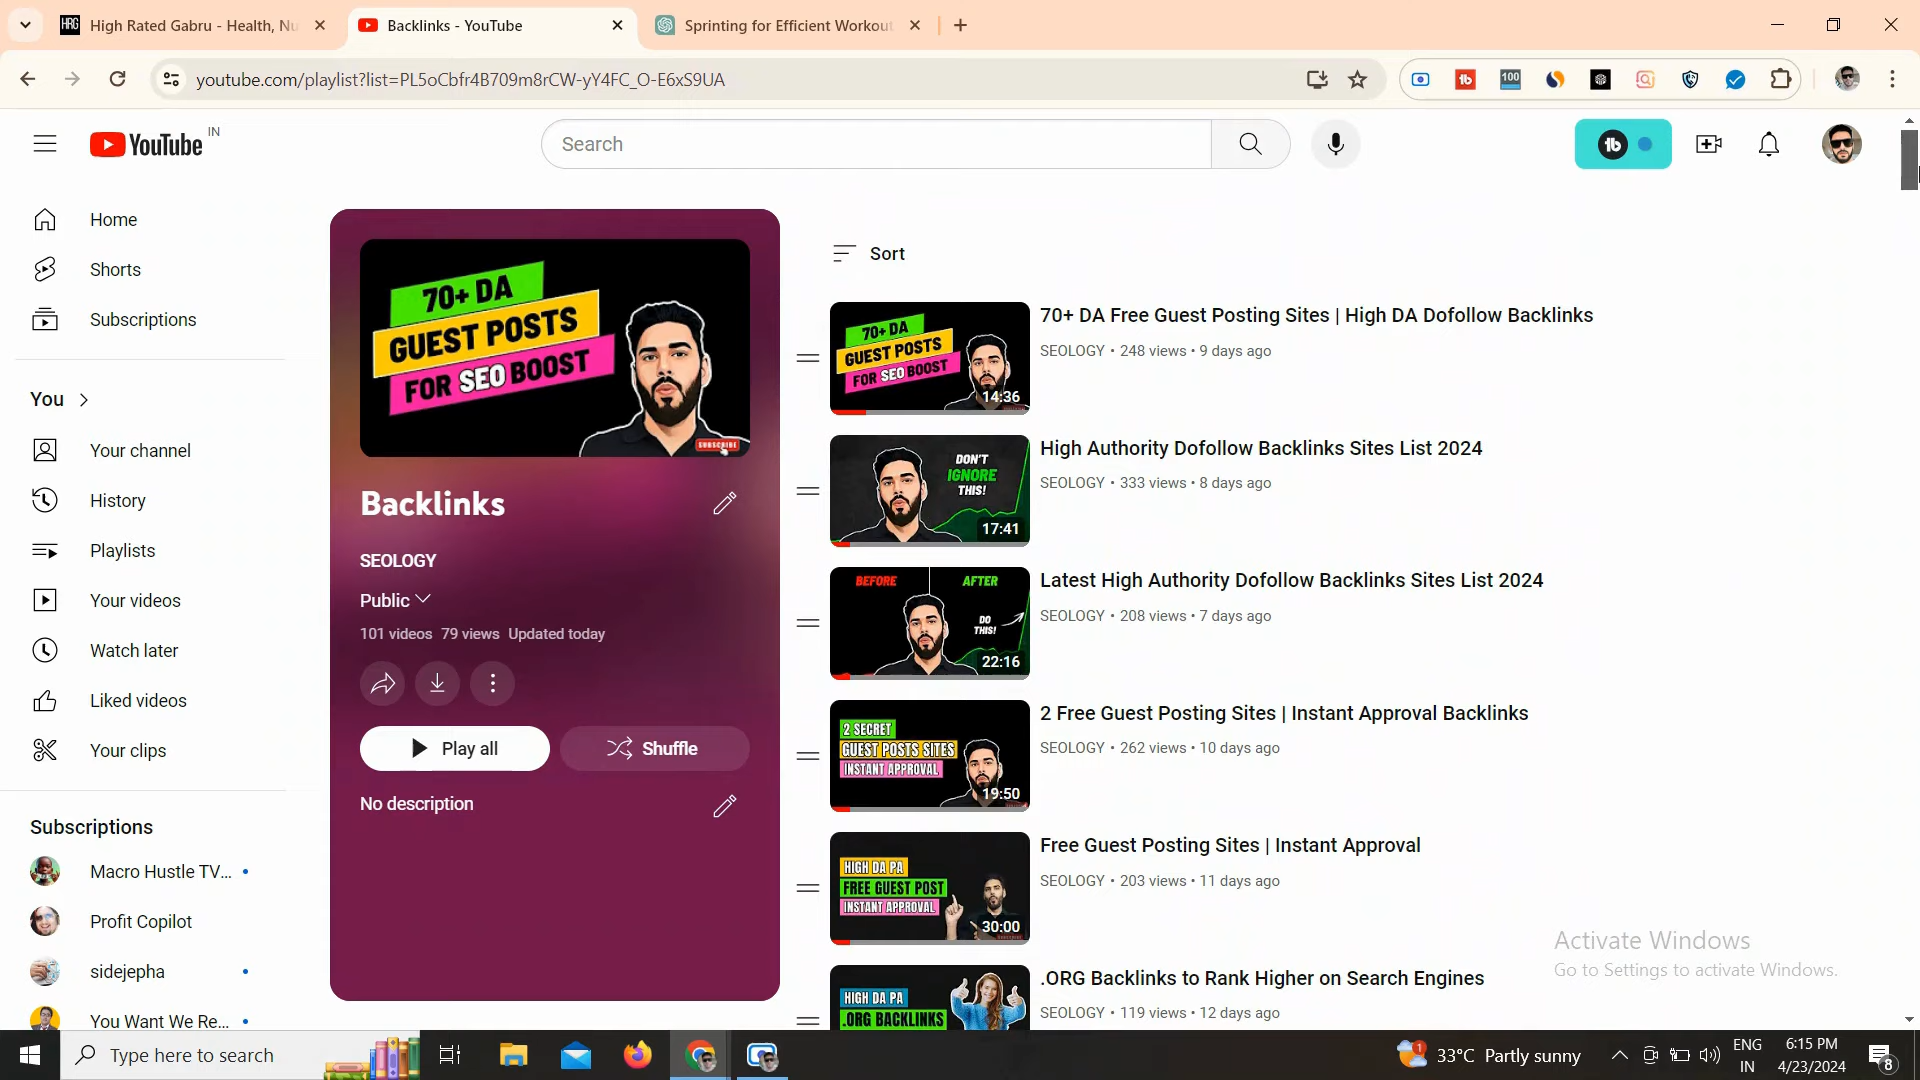 High Rated Gabru - Health, Nu
Backlinks - YouTube
Sprinting for Efficient Workout
youtube.com/playlist?list=PL5oCbfr4B709m8rCW-yY4FC_O-E6xS9UA
100
YouTube IN
Search
Home
Shorts
Subscriptions
You
Your channel
History
Playlists
Your videos
Watch later
Liked videos
Your clips
Subscriptions
Macro Hustle TV...
Profit Copilot
sidejepha
You Want We Re...
70+ DA
GUEST POSTS
FOR SEO BOOST
SUBSCRIBE
Backlinks
SEOLOGY
Public
101 videos 79 views Updated today
Play all
Shuffle
No description
Sort
70+ DA
GUEST POSTS
FOR SEO BOOST
14:36
70+ DA Free Guest Posting Sites | High DA Dofollow Backlinks
SEOLOGY • 248 views • 9 days ago
DON'T
IGNORE
THIS!
17:41
High Authority Dofollow Backlinks Sites List 2024
SEOLOGY • 333 views • 8 days ago
BEFORE
AFTER
DO
THIS!
22:16
Latest High Authority Dofollow Backlinks Sites List 2024
SEOLOGY • 208 views • 7 days ago
2 SECRET
GUEST POSTS SITES
INSTANT APPROVAL
19:50
2 Free Guest Posting Sites | Instant Approval Backlinks
SEOLOGY • 262 views • 10 days ago
HIGH DA PA
FREE GUEST POST
INSTANT APPROVAL
30:00
Free Guest Posting Sites | Instant Approval
SEOLOGY • 203 views • 11 days ago
HIGH DA PA
.ORG BACKLINKS
.ORG Backlinks to Rank Higher on Search Engines
SEOLOGY • 119 views • 12 days ago
Activate Windows
Go to Settings to activate Windows.
Type here to search
1
33°C Partly sunny
ENG
IN
6:15 PM
4/23/2024
8